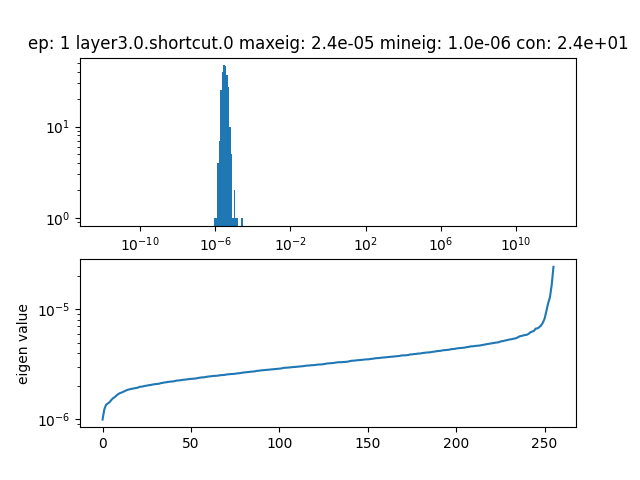 ep: 1 layer3.0.shortcut.0 maxeig: 2.4e-05 mineig: 1.0e-06 con: 2.4e+01
10¹
10⁰
10⁻¹⁰ 10⁻⁶ 10⁻² 10² 10⁶ 10¹⁰
eigen value
10⁻⁵
10⁻⁶
0 50 100 150 200 250